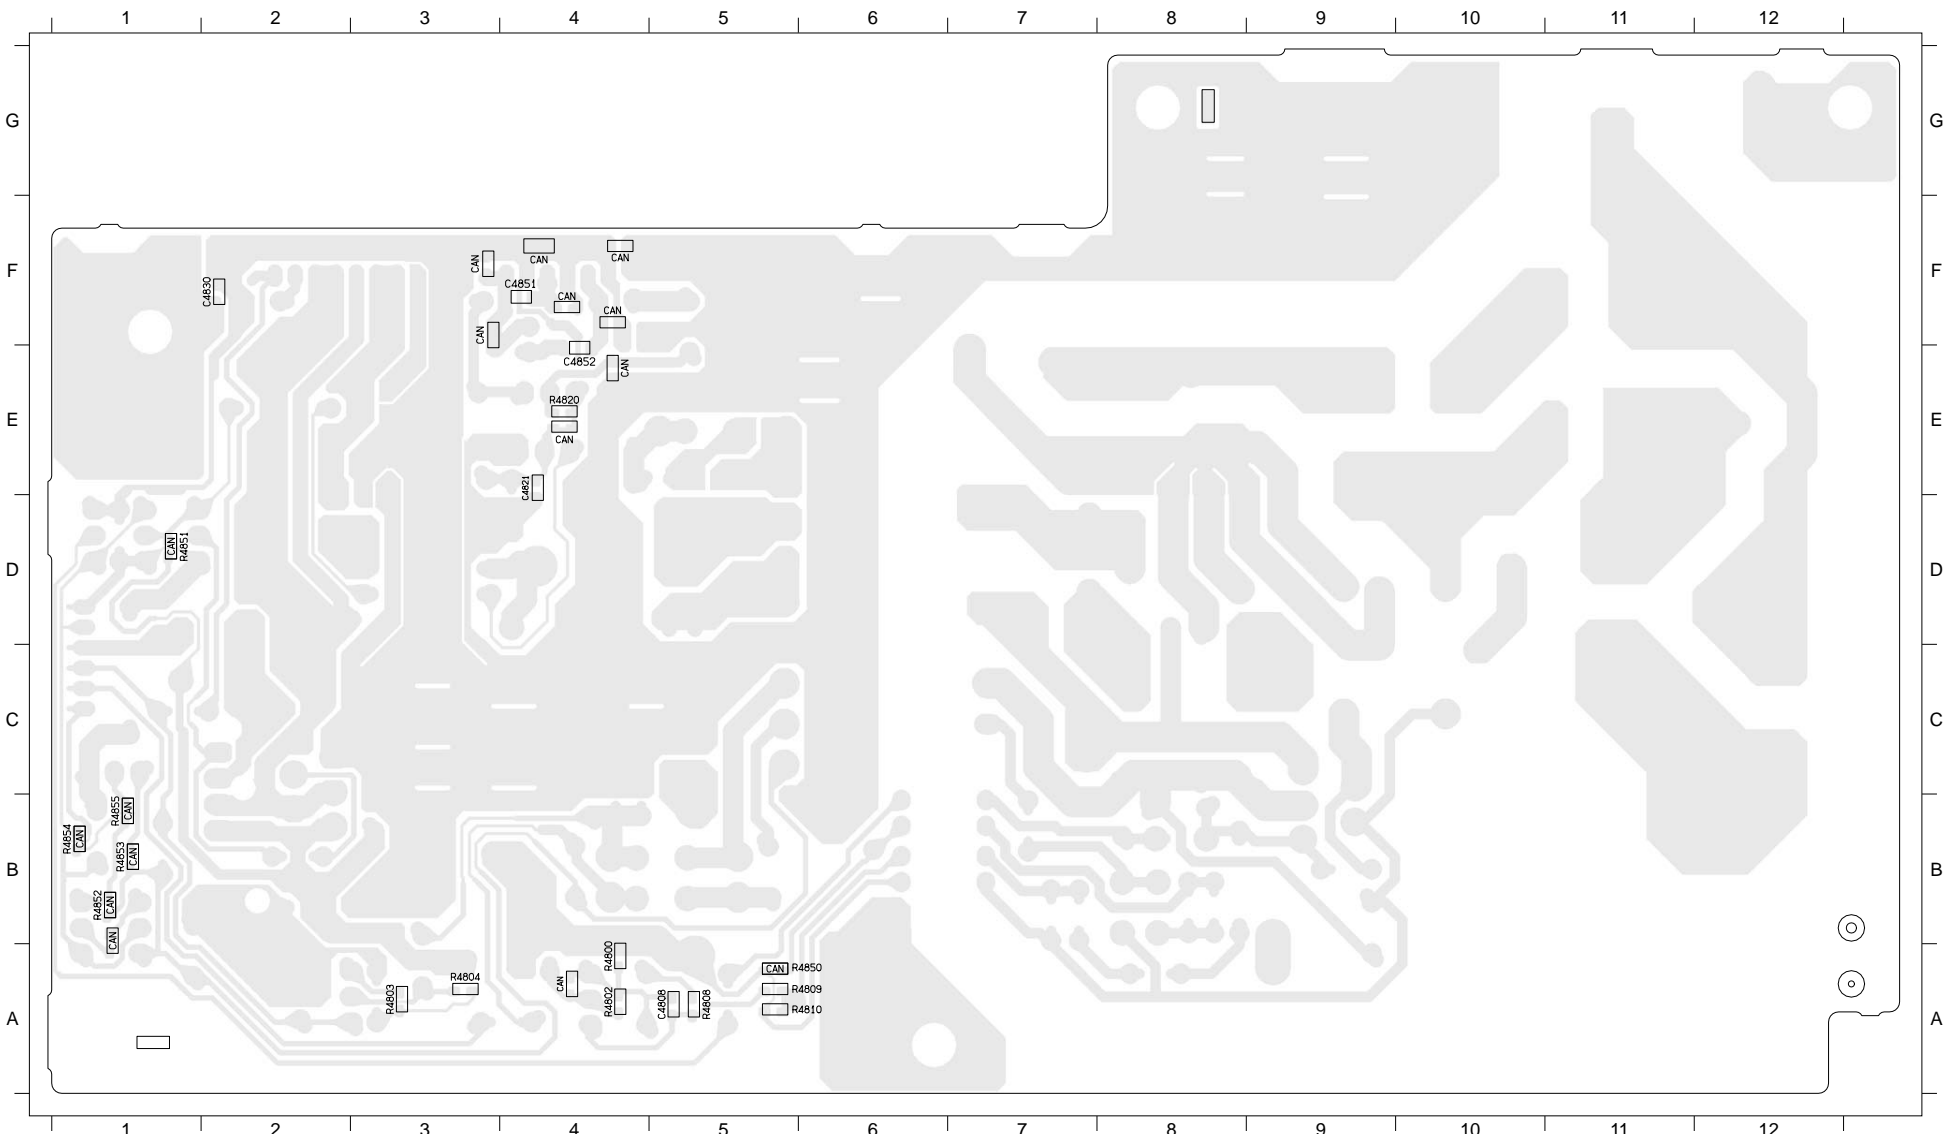 1 2 3 4 5 6 7 8 9 10 11 12
G G
CAN
CAN
CAN
F F
C4830
C4851
CAN
CAN
C4852
CAN
R4820
E E
CAN
C4821
CAN
R4851
D D
C C
R4855
CAN
R4854
CAN
R4853
CAN
B B
R4852
CAN
CAN
R4800
CAN R4850
R4804
CAN
R4809
R4803
R4802
C4808
R4808
R4810
A A
1 2 3 4 5 6 7 8 9 10 11 12